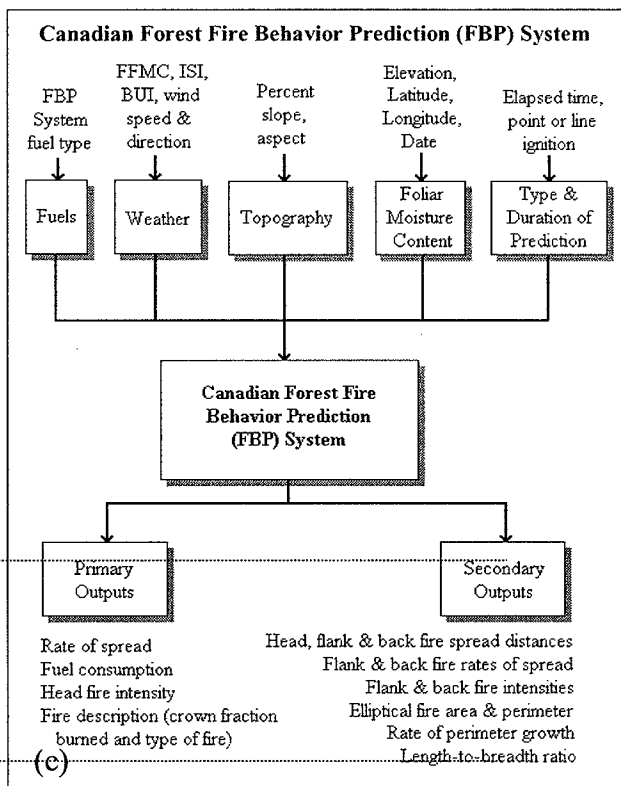 Canadian Forest Fire Behavior Prediction (FBP) System
FBP
System
fuel type
FFMC, ISI,
BUI, wind
speed &
direction
Percent
slope,
aspect
Elevation,
Latitude,
Longitude,
Date
Elapsed time,
point or line
ignition
Fuels
Weather
Topography
Foliar
Moisture
Content
Type &
Duration of
Prediction
Canadian Forest Fire
Behavior Prediction
(FBP) System
Primary
Outputs
Secondary
Outputs
Rate of spread
Fuel consumption
Head fire intensity
Fire description (crown fraction
burned and type of fire)
Head, flank & back fire spread distances
Flank & back fire rates of spread
Flank & back fire intensities
Elliptical fire area & perimeter
Rate of perimeter growth
Length-to-breadth ratio
(c)